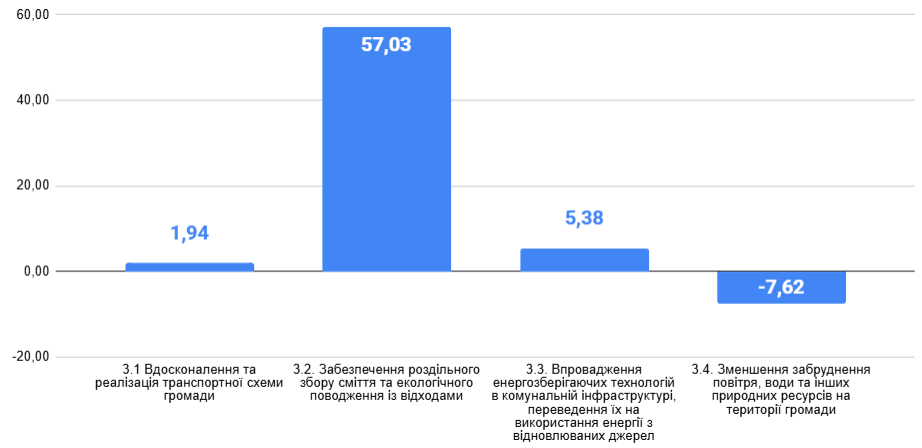 60,00
57,03
40,00
20,00
5,38
1,94
0,00
-7,62
-20,00
3.1 Вдосконалення та
реалізація транспортної схеми
громади
3.2. Забезпечення роздільного
збору сміття та екологічного
поводження із відходами
3.3. Впровадження
енергозберігаючих технологій
в комунальній інфраструктурі,
переведення їх на
використання енергії з
відновлюваних джерел
3.4. Зменшення забруднення
повітря, води та інших
природних ресурсів на
території громади